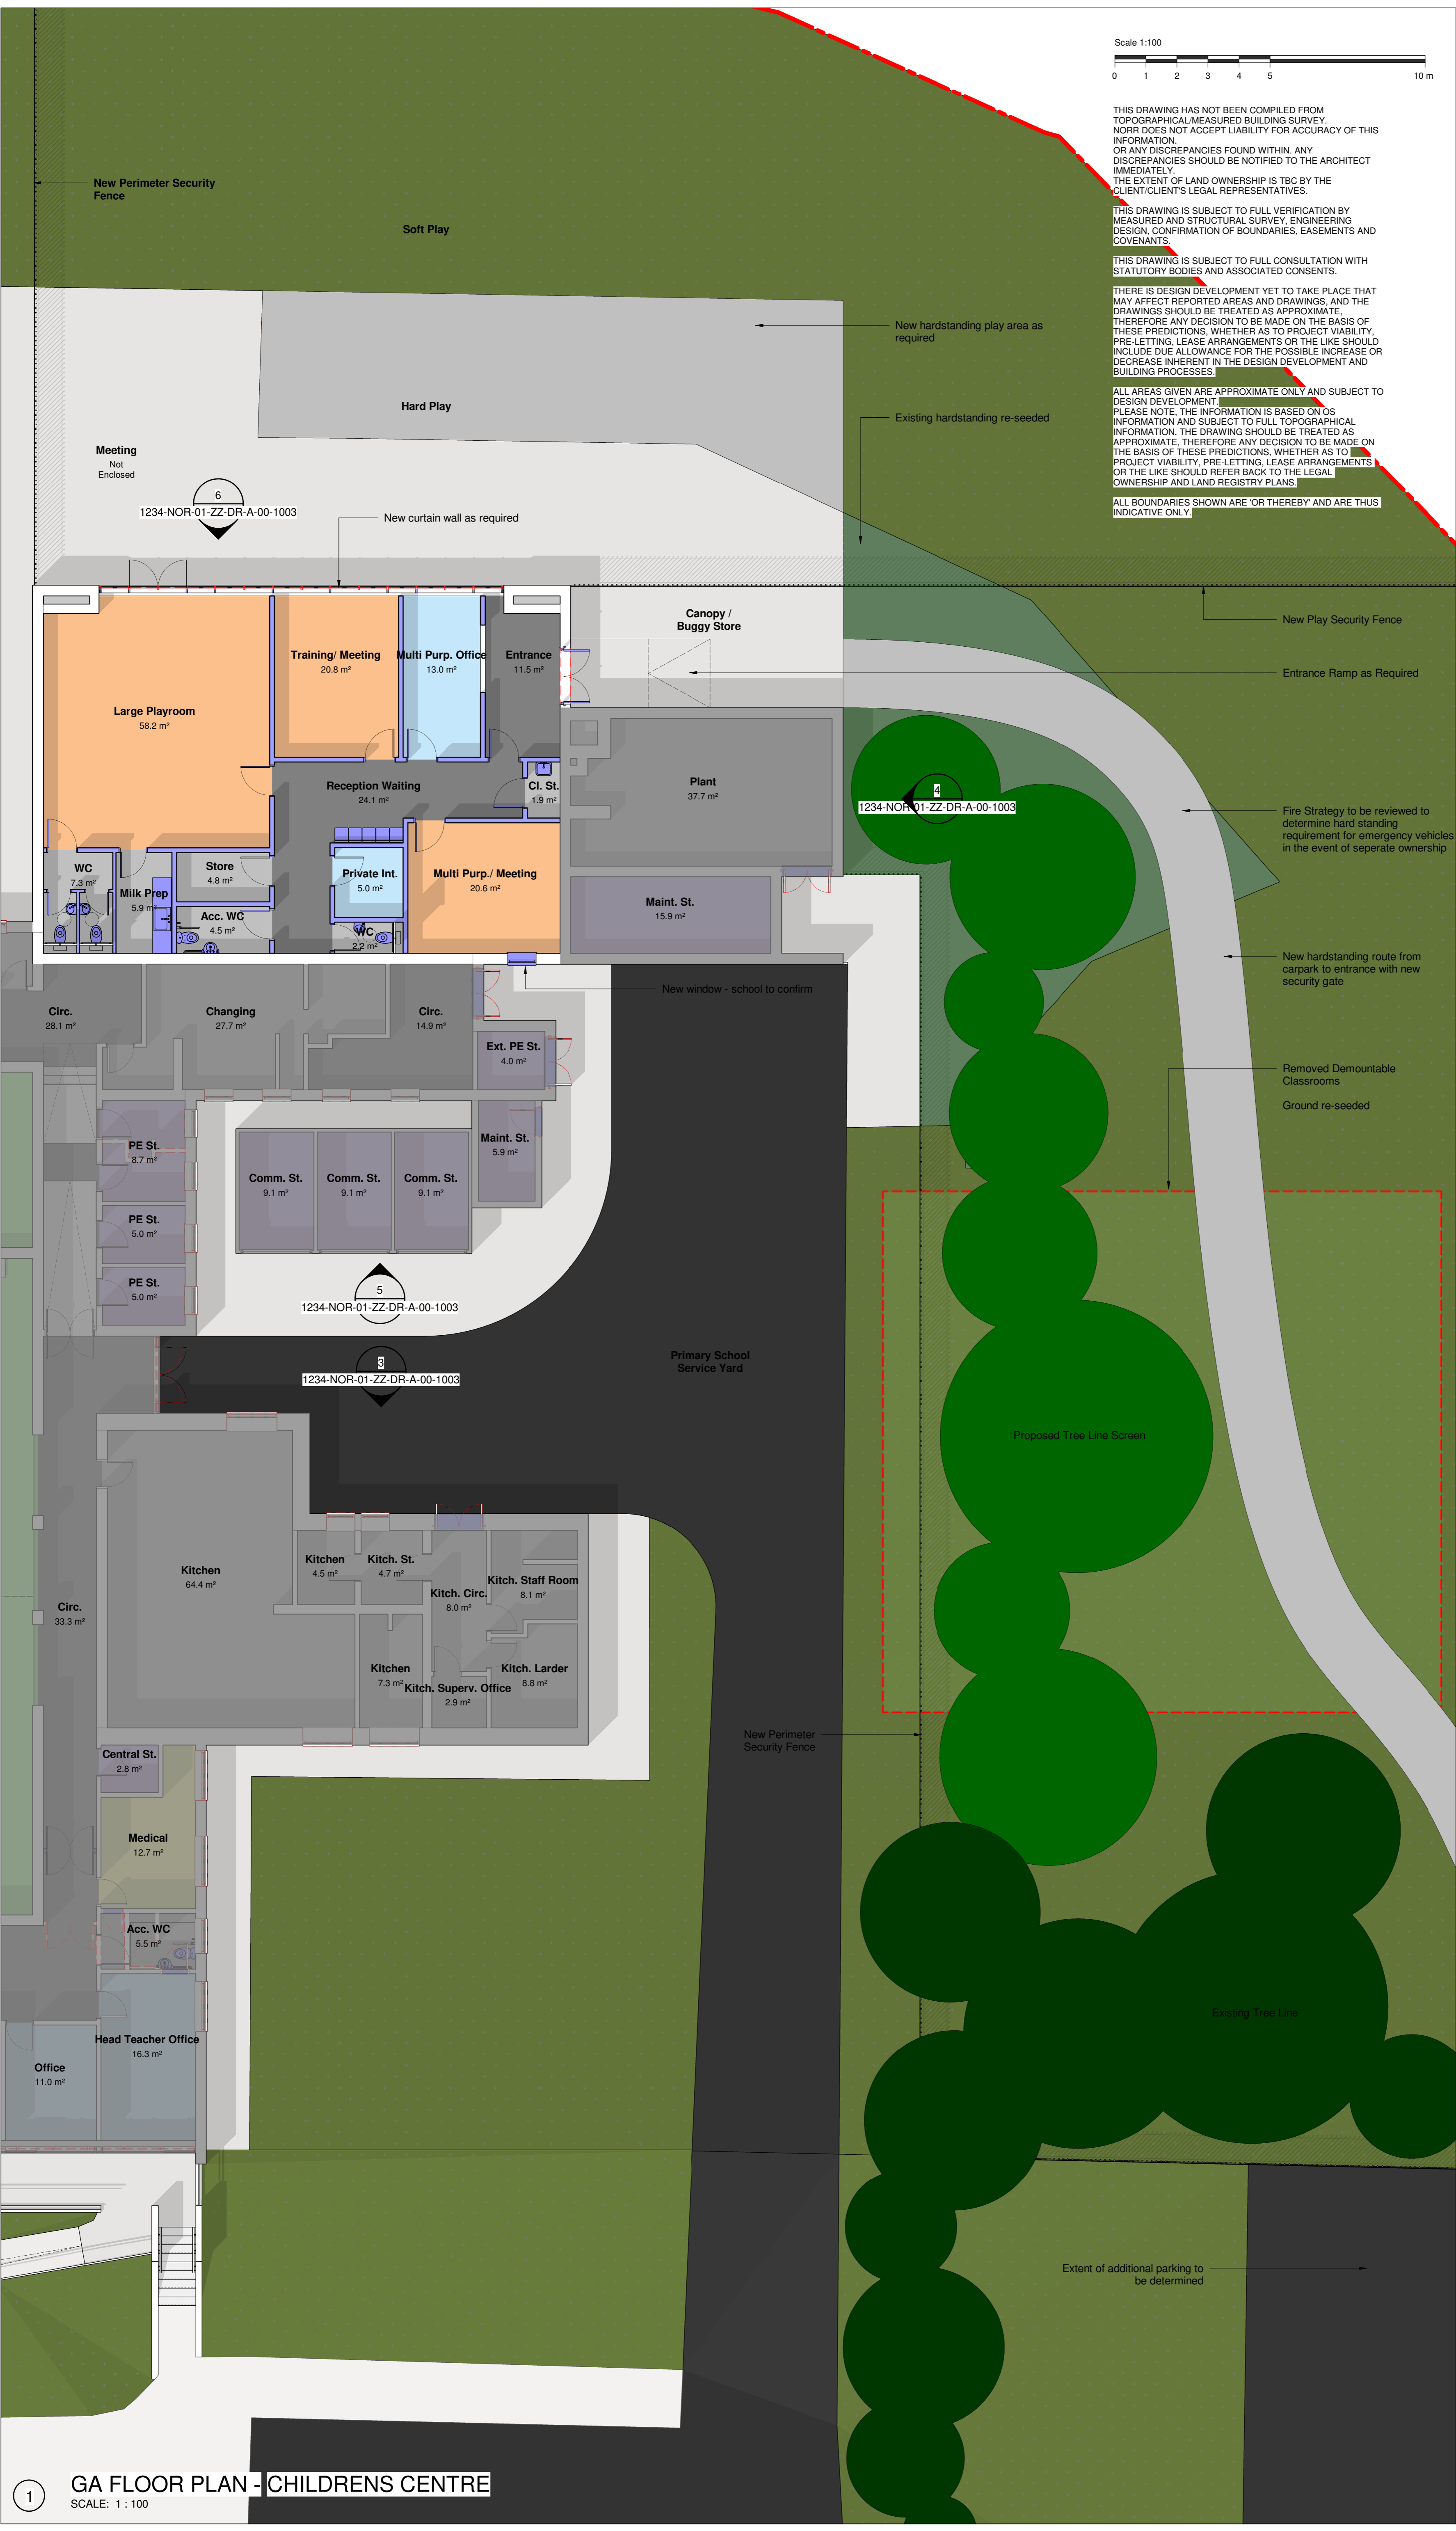 Scale 1:100
0 1 2 3 4 5 10 m
THIS DRAWING HAS NOT BEEN COMPILED FROM
TOPOGRAPHICAL/MEASURED BUILDING SURVEY.
NORR DOES NOT ACCEPT LIABILITY FOR ACCURACY OF THIS
INFORMATION.
OR ANY DISCREPANCIES FOUND WITHIN. ANY
DISCREPANCIES SHOULD BE NOTIFIED TO THE ARCHITECT
IMMEDIATELY.
THE EXTENT OF LAND OWNERSHIP IS TBC BY THE
CLIENT/CLIENT'S LEGAL REPRESENTATIVES.
THIS DRAWING IS SUBJECT TO FULL VERIFICATION BY
MEASURED AND STRUCTURAL SURVEY, ENGINEERING
DESIGN, CONFIRMATION OF BOUNDARIES, EASEMENTS AND
COVENANTS.
THIS DRAWING IS SUBJECT TO FULL CONSULTATION WITH
STATUTORY BODIES AND ASSOCIATED CONSENTS.
THERE IS DESIGN DEVELOPMENT YET TO TAKE PLACE THAT
MAY AFFECT REPORTED AREAS AND DRAWINGS, AND THE
DRAWINGS SHOULD BE TREATED AS APPROXIMATE,
THEREFORE ANY DECISION TO BE MADE ON THE BASIS OF
THESE PREDICTIONS, WHETHER AS TO PROJECT VIABILITY,
PRE-LETTING, LEASE ARRANGEMENTS OR THE LIKE SHOULD
INCLUDE DUE ALLOWANCE FOR THE POSSIBLE INCREASE OR
DECREASE INHERENT IN THE DESIGN DEVELOPMENT AND
BUILDING PROCESSES.
ALL AREAS GIVEN ARE APPROXIMATE ONLY AND SUBJECT TO
DESIGN DEVELOPMENT.
PLEASE NOTE, THE INFORMATION IS BASED ON OS
INFORMATION AND SUBJECT TO FULL TOPOGRAPHICAL
INFORMATION. THE DRAWING SHOULD BE TREATED AS
APPROXIMATE, THEREFORE ANY DECISION TO BE MADE ON
THE BASIS OF THESE PREDICTIONS, WHETHER AS TO
PROJECT VIABILITY, PRE-LETTING, LEASE ARRANGEMENTS
OR THE LIKE SHOULD REFER BACK TO THE LEGAL
OWNERSHIP AND LAND REGISTRY PLANS.
ALL BOUNDARIES SHOWN ARE 'OR THEREBY' AND ARE THUS
INDICATIVE ONLY.
New Perimeter Security
Fence
Soft Play
New hardstanding play area as
required
Hard Play
Existing hardstanding re-seeded
Meeting
Not
Enclosed
6
1234-NOR-01-ZZ-DR-A-00-1003
New curtain wall as required
Canopy /
Buggy Store
New Play Security Fence
Entrance Ramp as Required
Training/ Meeting
20.8 m²
Multi Purp. Office
13.0 m²
Entrance
11.5 m²
Large Playroom
58.2 m²
Reception Waiting
24.1 m²
Cl. St.
1.9 m²
Plant
37.7 m²
4
1234-NOR-01-ZZ-DR-A-00-1003
Fire Strategy to be reviewed to
determine hard standing
requirement for emergency vehicles
in the event of seperate ownership
WC
7.3 m²
Milk Prep
5.9 m²
Store
4.8 m²
Acc. WC
4.5 m²
Private Int.
5.0 m²
WC
2.2 m²
Multi Purp./ Meeting
20.6 m²
Maint. St.
15.9 m²
New hardstanding route from
carpark to entrance with new
security gate
New window - school to confirm
Circ.
28.1 m²
Changing
27.7 m²
Circ.
14.9 m²
Ext. PE St.
4.0 m²
Removed Demountable
Classrooms
Ground re-seeded
PE St.
8.7 m²
Maint. St.
5.9 m²
Comm. St.
9.1 m²
Comm. St.
9.1 m²
Comm. St.
9.1 m²
PE St.
5.0 m²
PE St.
5.0 m²
5
1234-NOR-01-ZZ-DR-A-00-1003
3
1234-NOR-01-ZZ-DR-A-00-1003
Primary School
Service Yard
Proposed Tree Line Screen
Kitchen
64.4 m²
Kitchen
4.5 m²
Kitch. St.
4.7 m²
Kitch. Circ.
8.0 m²
Kitch. Staff Room
8.1 m²
Circ.
33.3 m²
Kitchen
7.3 m²
Kitch. Superv. Office
2.9 m²
Kitch. Larder
8.8 m²
New Perimeter
Security Fence
Central St.
2.8 m²
Medical
12.7 m²
Acc. WC
5.5 m²
Existing Tree Line
Head Teacher Office
16.3 m²
Office
11.0 m²
Extent of additional parking to
be determined
1
GA FLOOR PLAN - CHILDRENS CENTRE
SCALE: 1 : 100